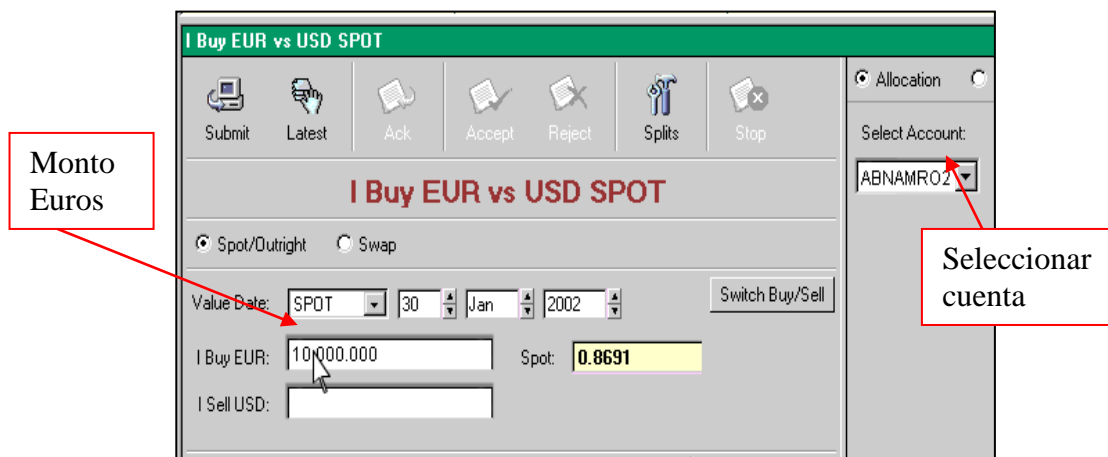 I Buy EUR vs USD SPOT
Submit Latest Ack Accept Reject Splits Stop
Allocation
Select Account:
ABNAMRO2
Monto
Euros
I Buy EUR vs USD SPOT
Spot/Outright Swap
Seleccionar
cuenta
Value Date: SPOT 30 Jan 2002 Switch Buy/Sell
I Buy EUR: 10.000.000 Spot: 0.8691
I Sell USD: